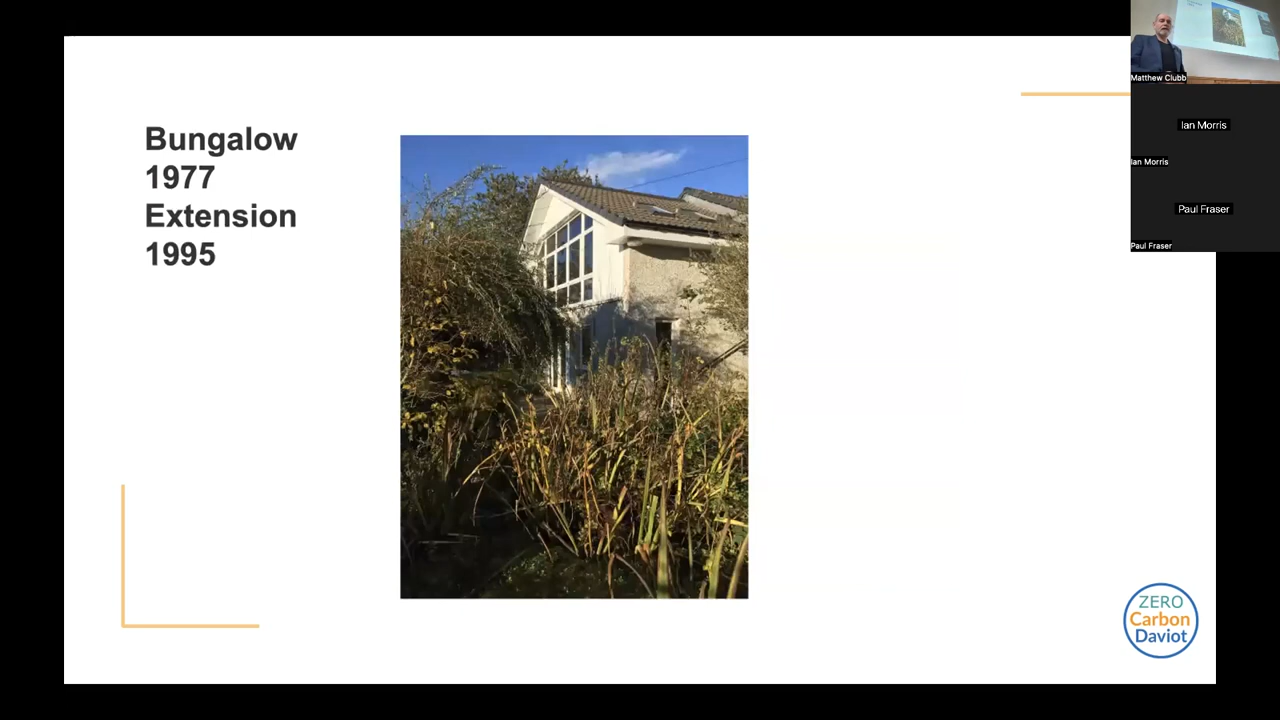 Bungalow
1977
Extension
1995
Matthew Clubb
Ian Morris
Ian Morris
Paul Fraser
Paul Fraser
ZERO
Carbon
Daviot